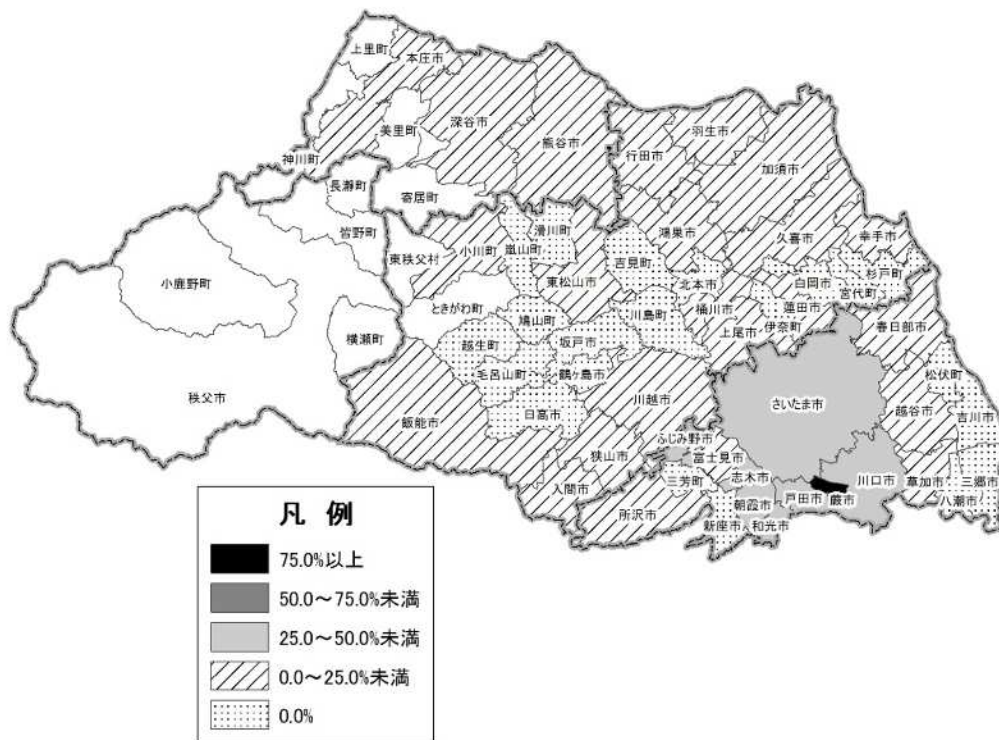 上里町
本庄市
美里町
深谷市
熊谷市
神川町
長瀞町
寄居町
皆野町
小鹿野町
秩父市
横瀬町
東秩父村
小川町
嵐山町
滑川町
吉見町
東松山市
ときがわ町
鳩山町
川島町
越生町
坂戸市
毛呂山町
鶴ヶ島市
日高市
飯能市
川越市
狭山市
入間市
所沢市
行田市
羽生市
加須市
鴻巣市
久喜市
幸手市
北本市
白岡市
杉戸町
宮代町
桶川市
蓮田市
上尾市
伊奈町
春日部市
さいたま市
松伏町
越谷市
吉川市
ふじみ野市
富士見市
三芳町
志木市
朝霞市
新座市
和光市
戸田市
蕨市
川口市
草加市
三郷市
八潮市
凡 例
75.0%以上
50.0～75.0%未満
25.0～50.0%未満
0.0～25.0%未満
0.0%